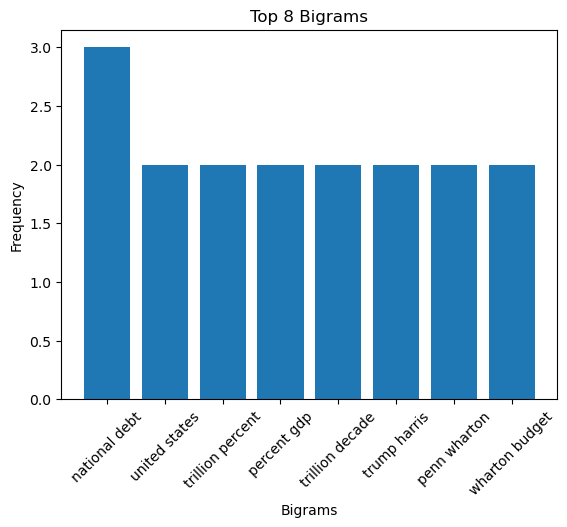 Top 8 Bigrams
Frequency
3.0
2.5
2.0
1.5
1.0
0.5
0.0
national debt
united states
trillion percent
percent gdp
trillion decade
trump harris
penn wharton
wharton budget
Bigrams